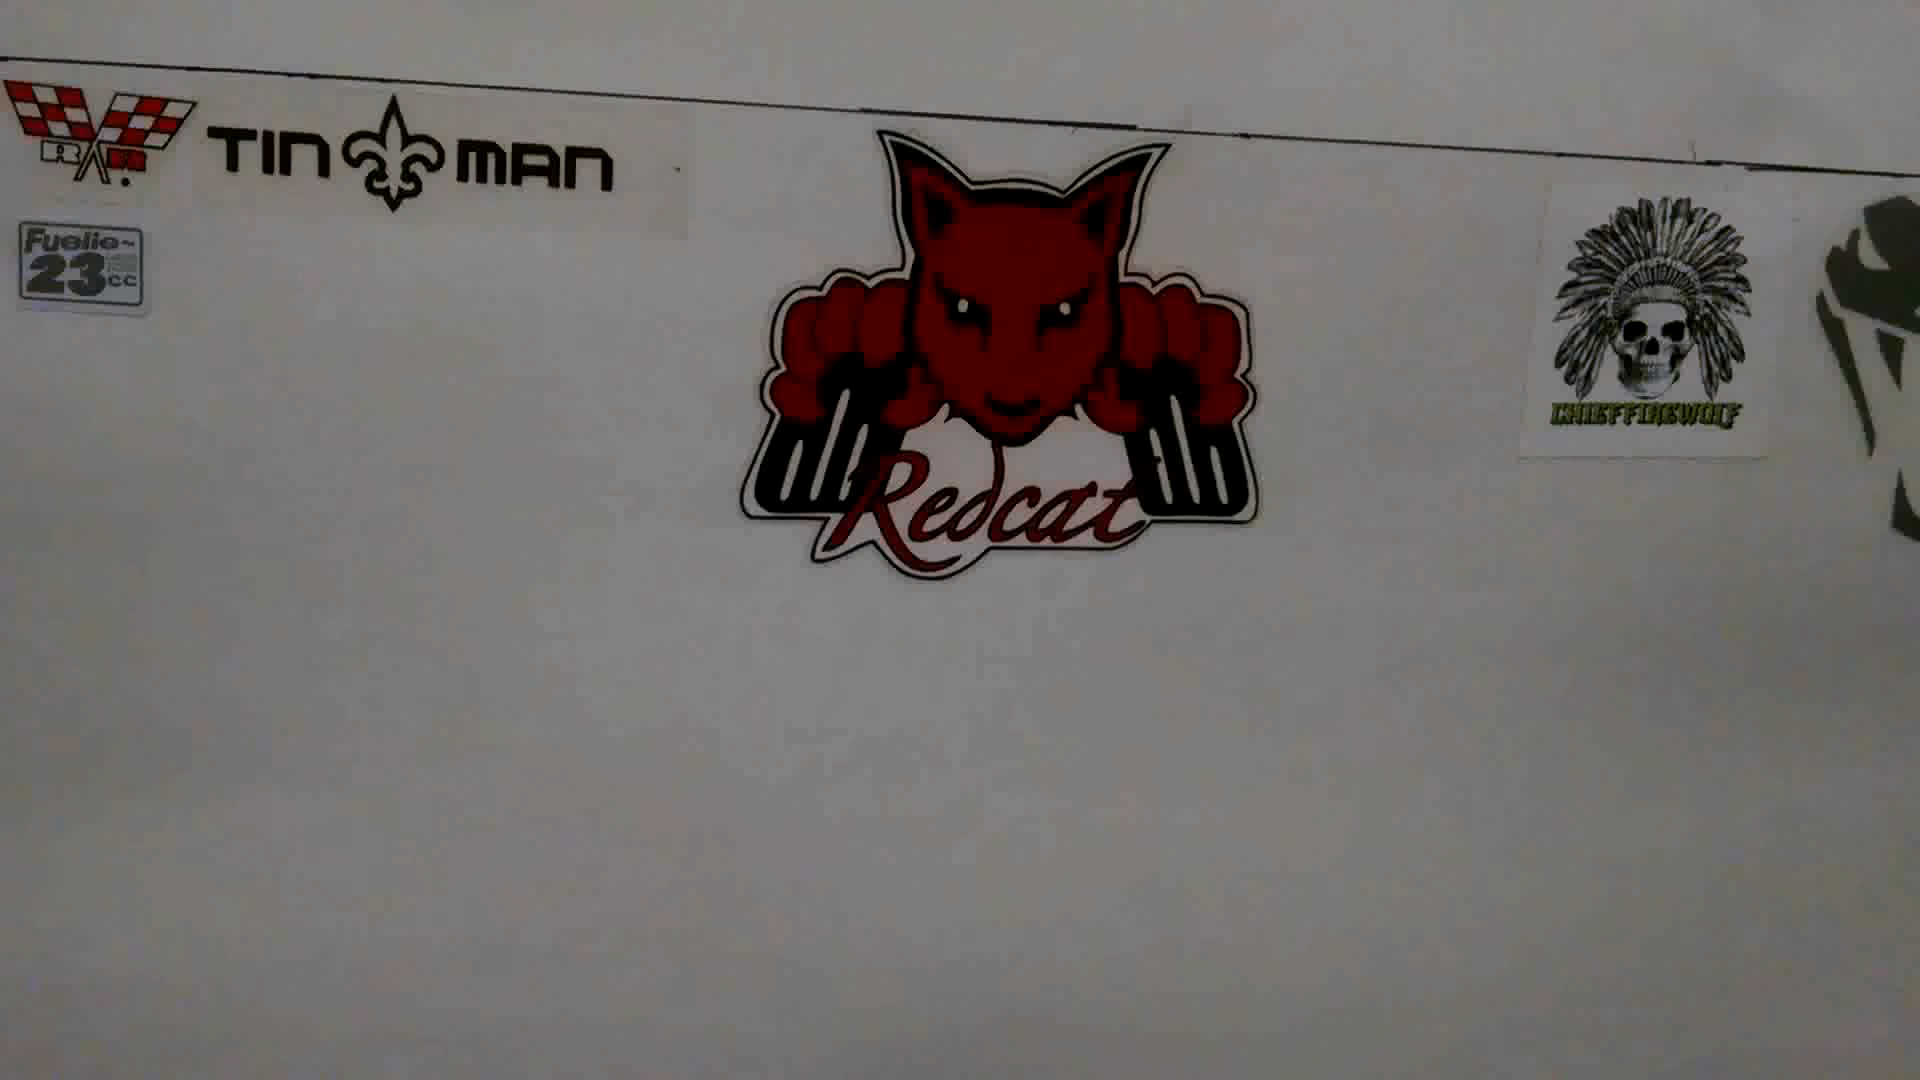 TIN MAN
Fuelie~
23cc
Redcat
CHIEFFIREWOLF